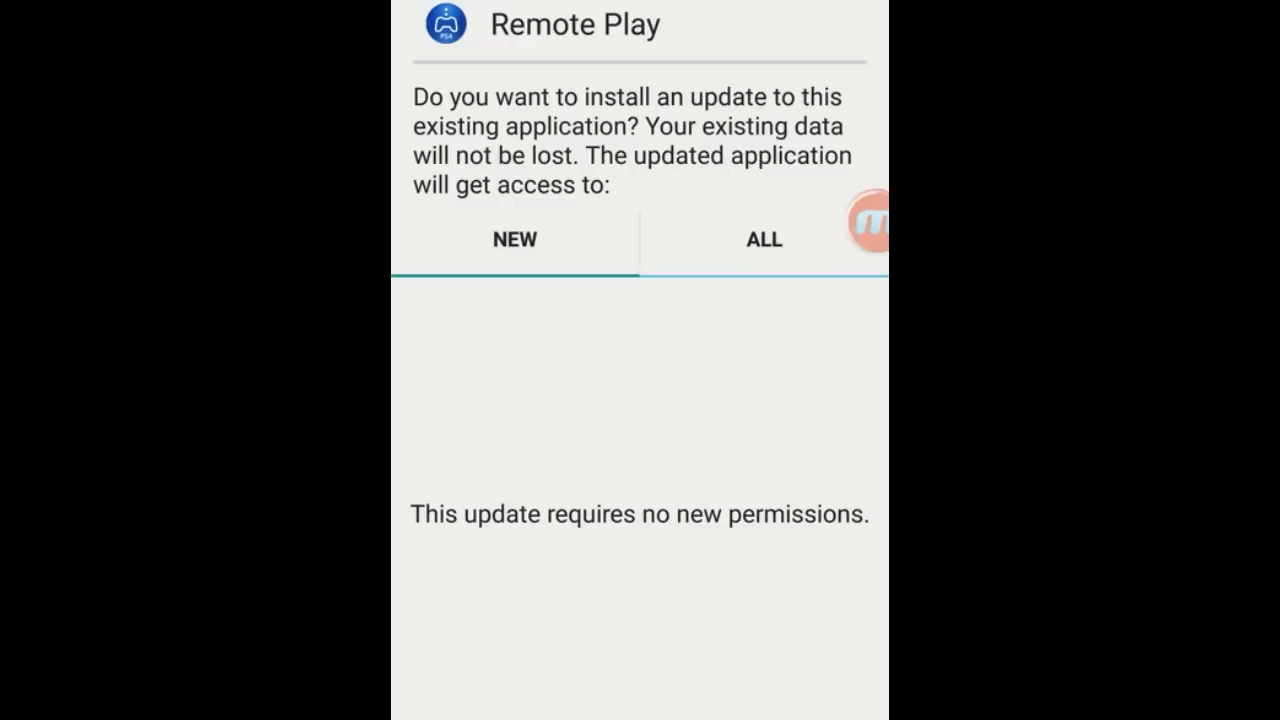 PS4
Remote Play
Do you want to install an update to this
existing application? Your existing data
will not be lost. The updated application
will get access to:
NEW
ALL
m
This update requires no new permissions.